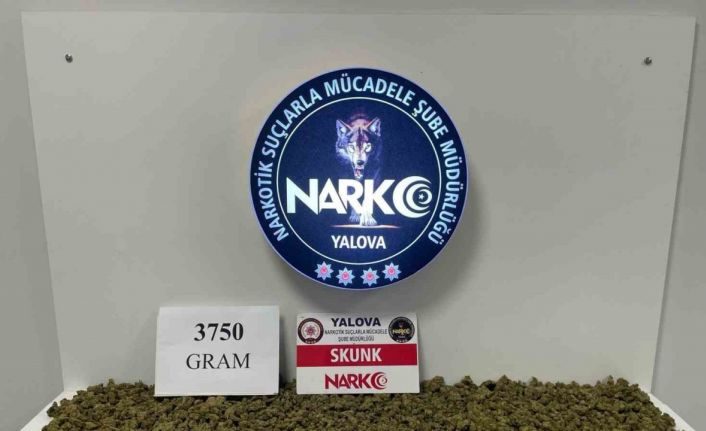 NARKOTİK SUÇLARLA MÜCADELE ŞUBE MÜDÜRLÜĞÜ
NARKO
YALOVA
3750
GRAM
YALOVA
NARKOTİK SUÇLARLA MÜCADELE
ŞUBE MÜDÜRLÜĞÜ
SKUNK
NARKO